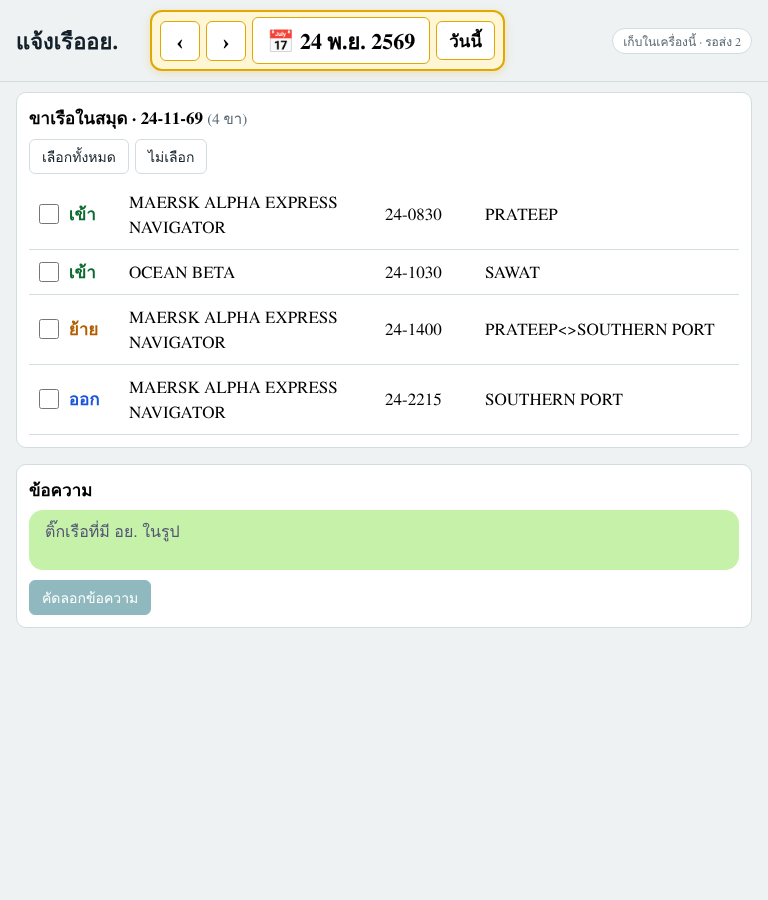 แจ้งเรืออย.
‹ › 📅 24 พ.ย. 2569 วันนี้
เก็บในเครื่องนี้ · รอส่ง 2
ขาเรือในสมุด · 24-11-69 (4 ขา)
เลือกทั้งหมด ไม่เลือก
เข้า MAERSK ALPHA EXPRESS NAVIGATOR 24-0830 PRATEEP
เข้า OCEAN BETA 24-1030 SAWAT
ย้าย MAERSK ALPHA EXPRESS NAVIGATOR 24-1400 PRATEEP<>SOUTHERN PORT
ออก MAERSK ALPHA EXPRESS NAVIGATOR 24-2215 SOUTHERN PORT
ข้อความ
ติ๊กเรือที่มี อย. ในรูป
คัดลอกข้อความ